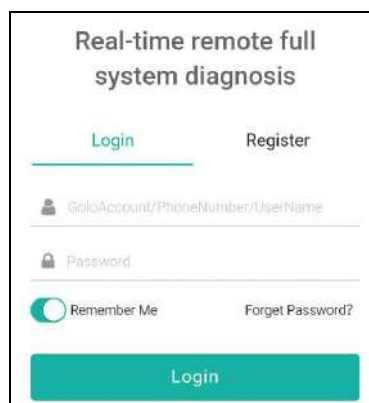 Real-time remote full
system diagnosis
Login Register
GoloAccount/PhoneNumber/UserName
Password
Remember Me Forget Password?
Login